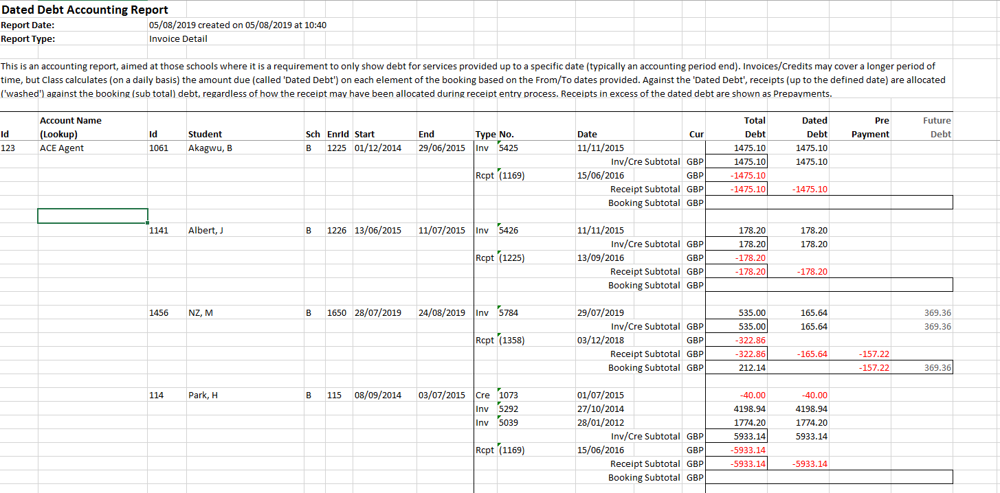 Dated Debt Accounting Report
Report Date: 05/08/2019 created on 05/08/2019 at 10:40
Report Type: Invoice Detail
This is an accounting report, aimed at those schools where it is a requirement to only show debt for services provided up to a specific date (typically an accounting period end). Invoices/Credits may cover a longer period of
time, but Class calculates (on a daily basis) the amount due (called 'Dated Debt') on each element of the booking based on the From/To dates provided. Against the 'Dated Debt', receipts (up to the defined date) are allocated
('washed') against the booking (sub total) debt, regardless of how the receipt may have been allocated during receipt entry process. Receipts in excess of the dated debt are shown as Prepayments.
Account Name Total Dated Pre Future
Id (Lookup) Id Student Sch EnrId Start End Type No. Date Cur Debt Debt Payment Debt
123 ACE Agent 1061 Akagwu, B B 1225 01/12/2014 29/06/2015 Inv 5425 11/11/2015 1475.10 1475.10
Inv/Cre Subtotal GBP 1475.10 1475.10
Rcpt (1169) 15/06/2016 GBP -1475.10
Receipt Subtotal GBP -1475.10 -1475.10
Booking Subtotal GBP
1141 Albert, J B 1226 13/06/2015 11/07/2015 Inv 5426 11/11/2015 178.20 178.20
Inv/Cre Subtotal GBP 178.20 178.20
Rcpt (1225) 13/09/2016 GBP -178.20
Receipt Subtotal GBP -178.20 -178.20
Booking Subtotal GBP
1456 NZ, M B 1650 28/07/2019 24/08/2019 Inv 5784 29/07/2019 535.00 165.64 369.36
Inv/Cre Subtotal GBP 535.00 165.64 369.36
Rcpt (1358) 03/12/2018 GBP -322.86
Receipt Subtotal GBP -322.86 -165.64 -157.22
Booking Subtotal GBP 212.14 -157.22 369.36
114 Park, H B 115 08/09/2014 03/07/2015 Cre 1073 01/07/2015 -40.00 -40.00
Inv 5292 27/10/2014 4198.94 4198.94
Inv 5039 28/01/2012 1774.20 1774.20
Inv/Cre Subtotal GBP 5933.14 5933.14
Rcpt (1169) 15/06/2016 GBP -5933.14
Receipt Subtotal GBP -5933.14 -5933.14
Booking Subtotal GBP